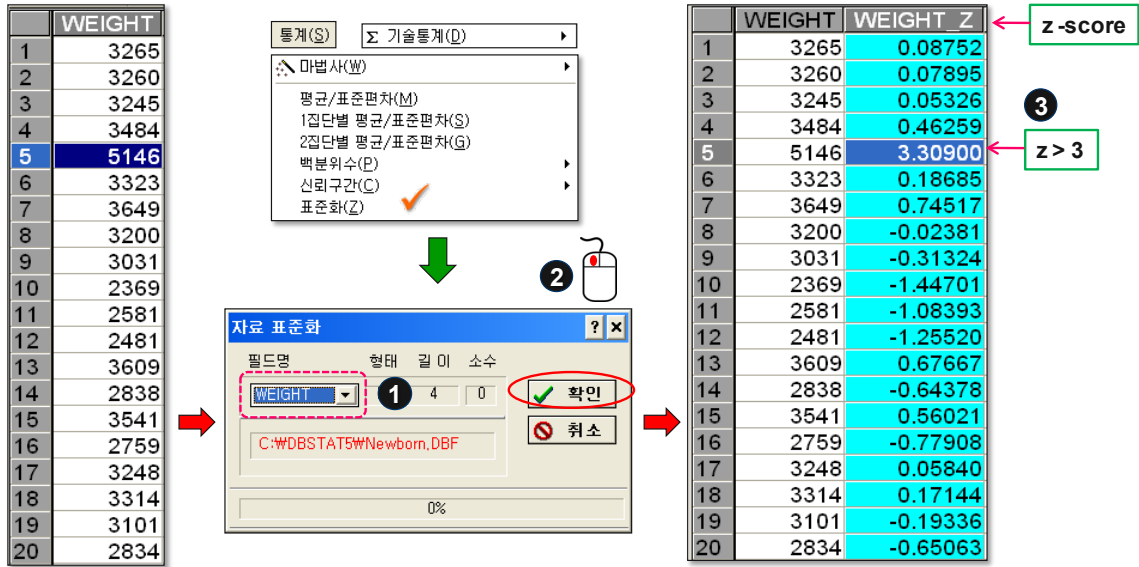 WEIGHT
1 3265
2 3260
3 3245
4 3484
5 5146
6 3323
7 3649
8 3200
9 3031
10 2369
11 2581
12 2481
13 3609
14 2838
15 3541
16 2759
17 3248
18 3314
19 3101
20 2834
통계(S) Σ 기술통계(D)
마법사(W)
평균/표준편차(M)
1집단별 평균/표준편차(S)
2집단별 평균/표준편차(G)
백분위수(P)
신뢰구간(C)
표준화(Z)
2
자료 표준화 ? ×
필드명 형태 길이 소수
WEIGHT 1 4 0 확인
C:₩DBSTAT5₩Newborn.DBF 취소
0%
WEIGHT WEIGHT_Z z -score
1 3265 0.08752
2 3260 0.07895
3 3245 0.05326
3
4 3484 0.46259
5 5146 3.30900 z > 3
6 3323 0.18685
7 3649 0.74517
8 3200 -0.02381
9 3031 -0.31324
10 2369 -1.44701
11 2581 -1.08393
12 2481 -1.25520
13 3609 0.67667
14 2838 -0.64378
15 3541 0.56021
16 2759 -0.77908
17 3248 0.05840
18 3314 0.17144
19 3101 -0.19336
20 2834 -0.65063